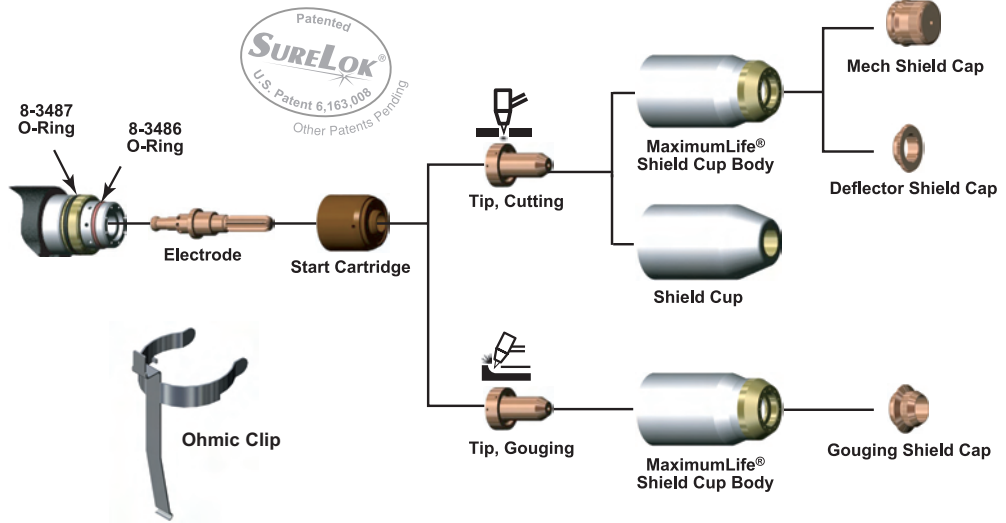 Patented
SURELOK®
U.S. Patent 6,163,008
Other Patents Pending
8-3487
O-Ring
8-3486
O-Ring
Electrode
Start Cartridge
Tip, Cutting
MaximumLife®
Shield Cup Body
Mech Shield Cap
Deflector Shield Cap
Shield Cup
Ohmic Clip
Tip, Gouging
MaximumLife®
Shield Cup Body
Gouging Shield Cap